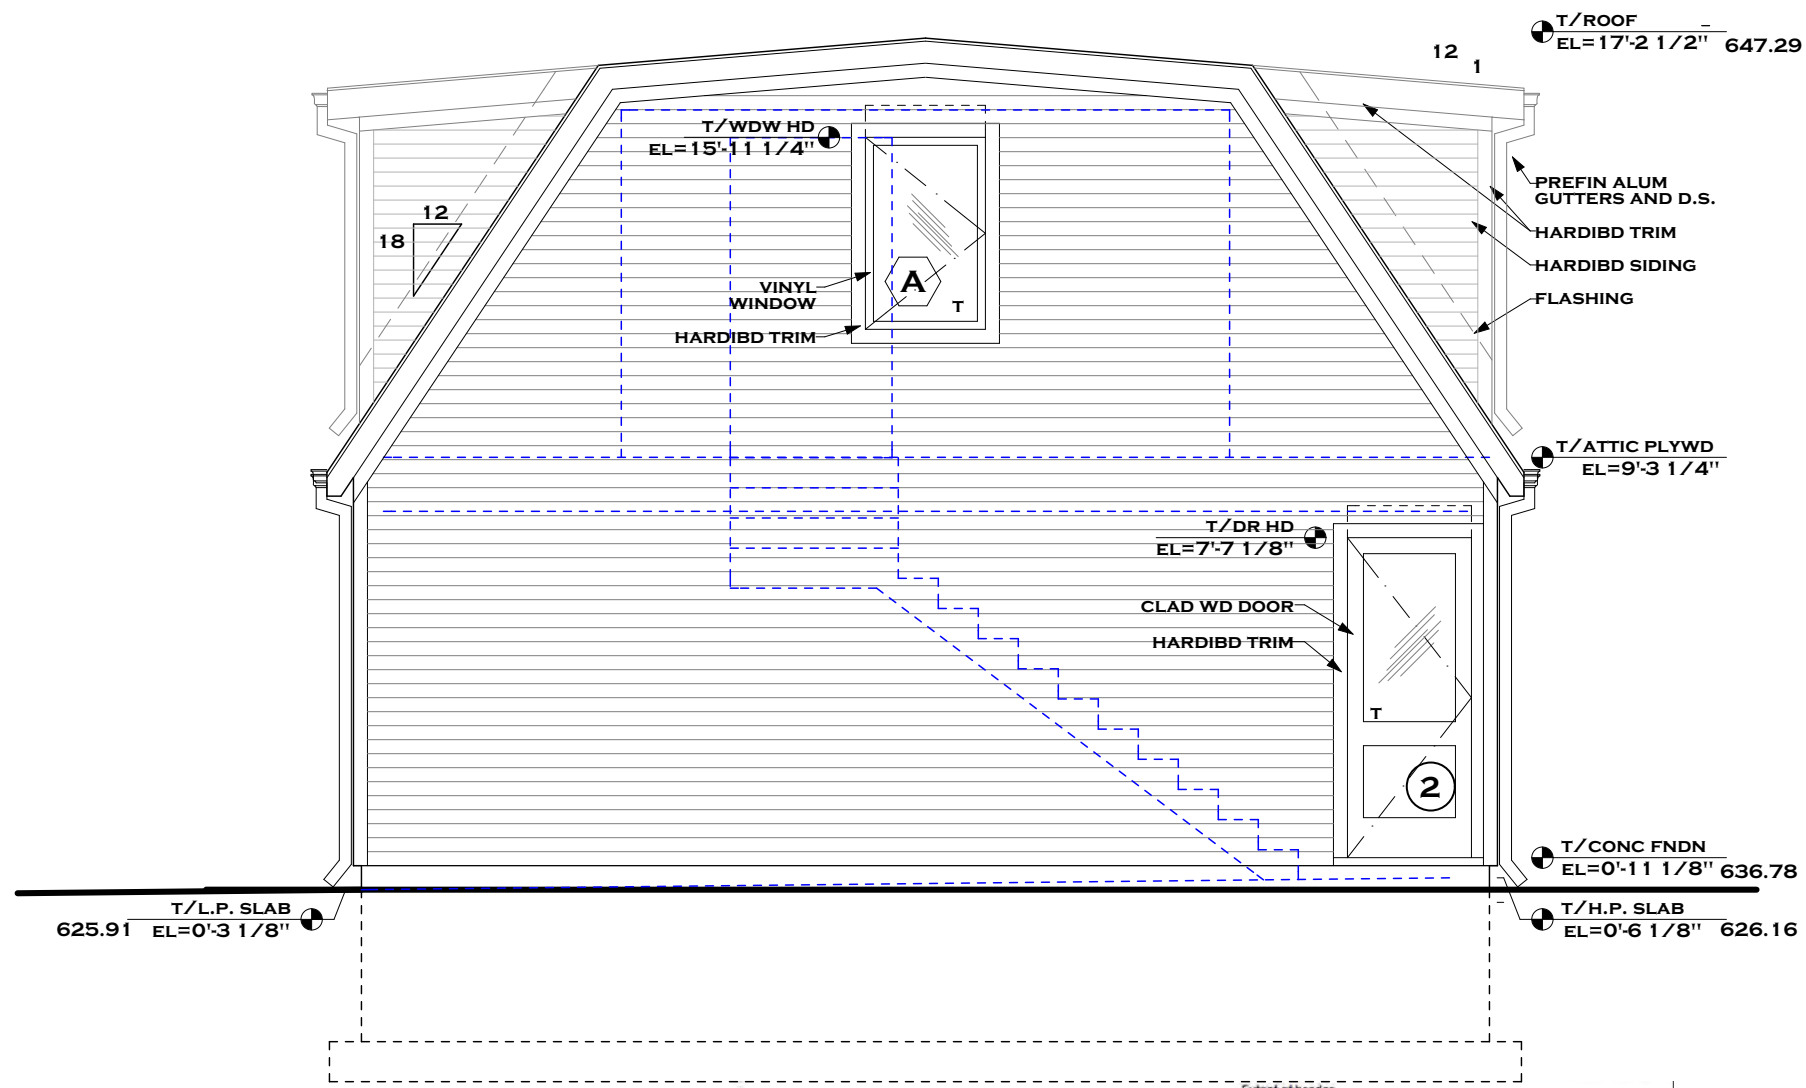 T/ROOF
EL=17'-2 1/2" 647.29
12
1
T/WDW HD
EL=15'-11 1/4"
PREFIN ALUM
GUTTERS AND D.S.
12
18
HARDIBD TRIM
HARDIBD SIDING
A
VINYL
WINDOW
T
FLASHING
HARDIBD TRIM
T/ATTIC PLYWD
EL=9'-3 1/4"
T/DR HD
EL=7'-7 1/8"
CLAD WD DOOR
HARDIBD TRIM
T
2
T/CONC FNDN
EL=0'-11 1/8" 636.78
T/L.P. SLAB
625.91 EL=0'-3 1/8"
T/H.P. SLAB
EL=0'-6 1/8" 626.16